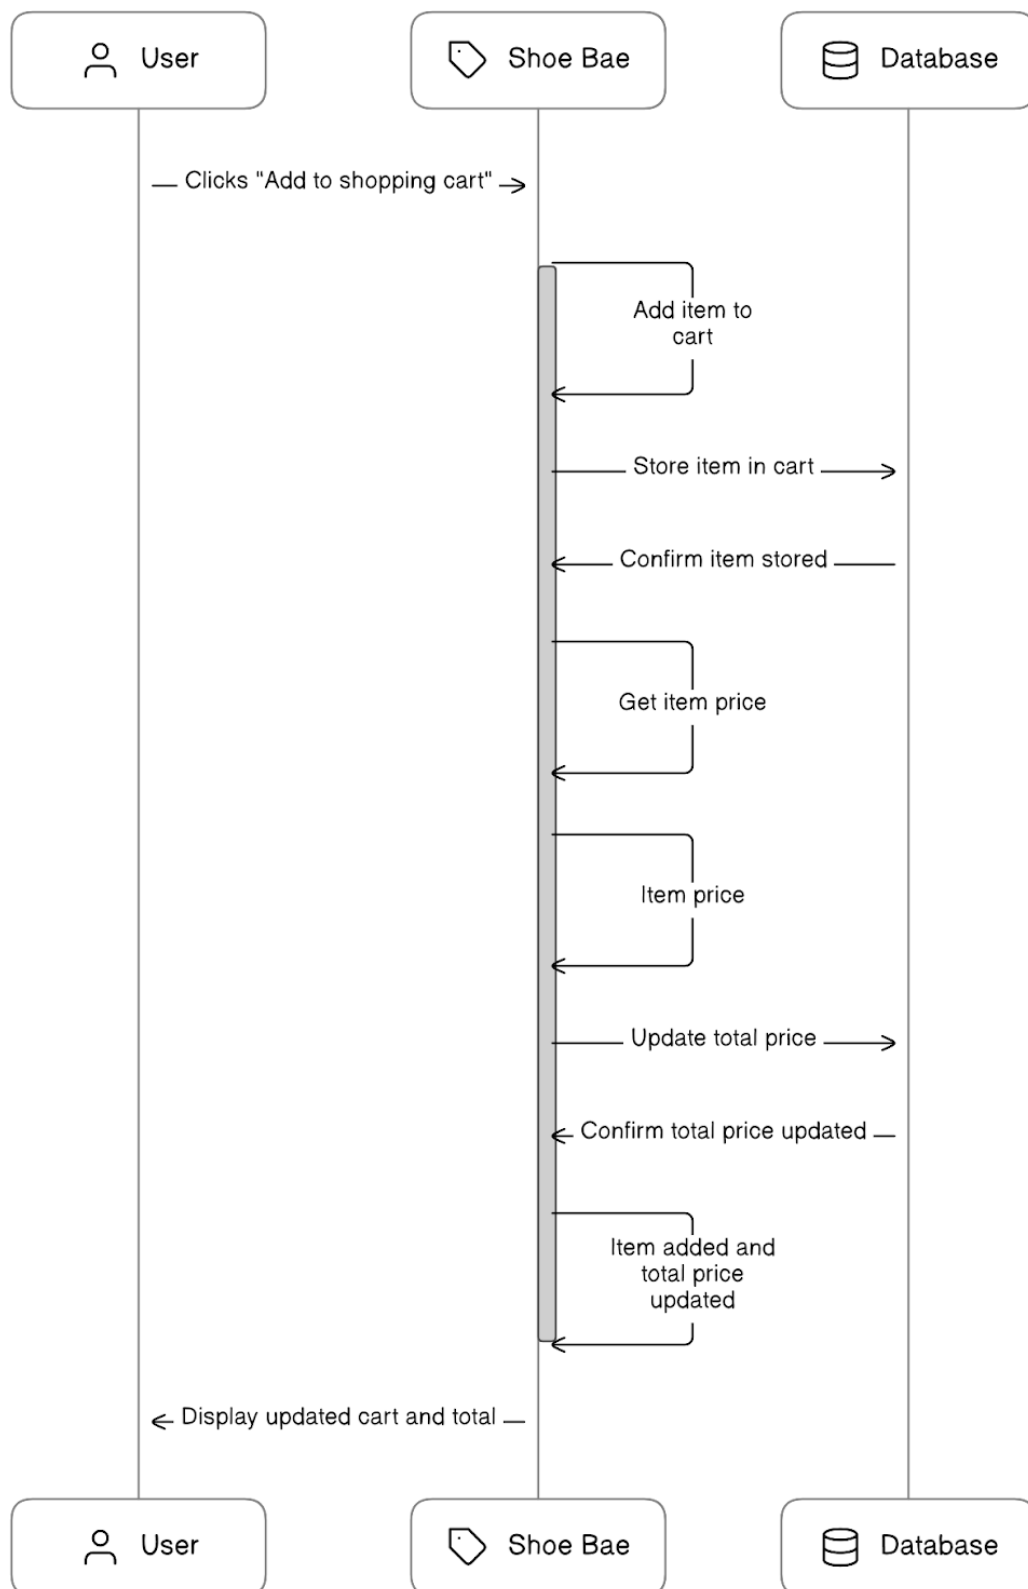 User
Shoe Bae
Database
Clicks "Add to shopping cart"
Add item to
cart
Store item in cart
Confirm item stored
Get item price
Item price
Update total price
Confirm total price updated
Item added and
total price
updated
Display updated cart and total
User
Shoe Bae
Database